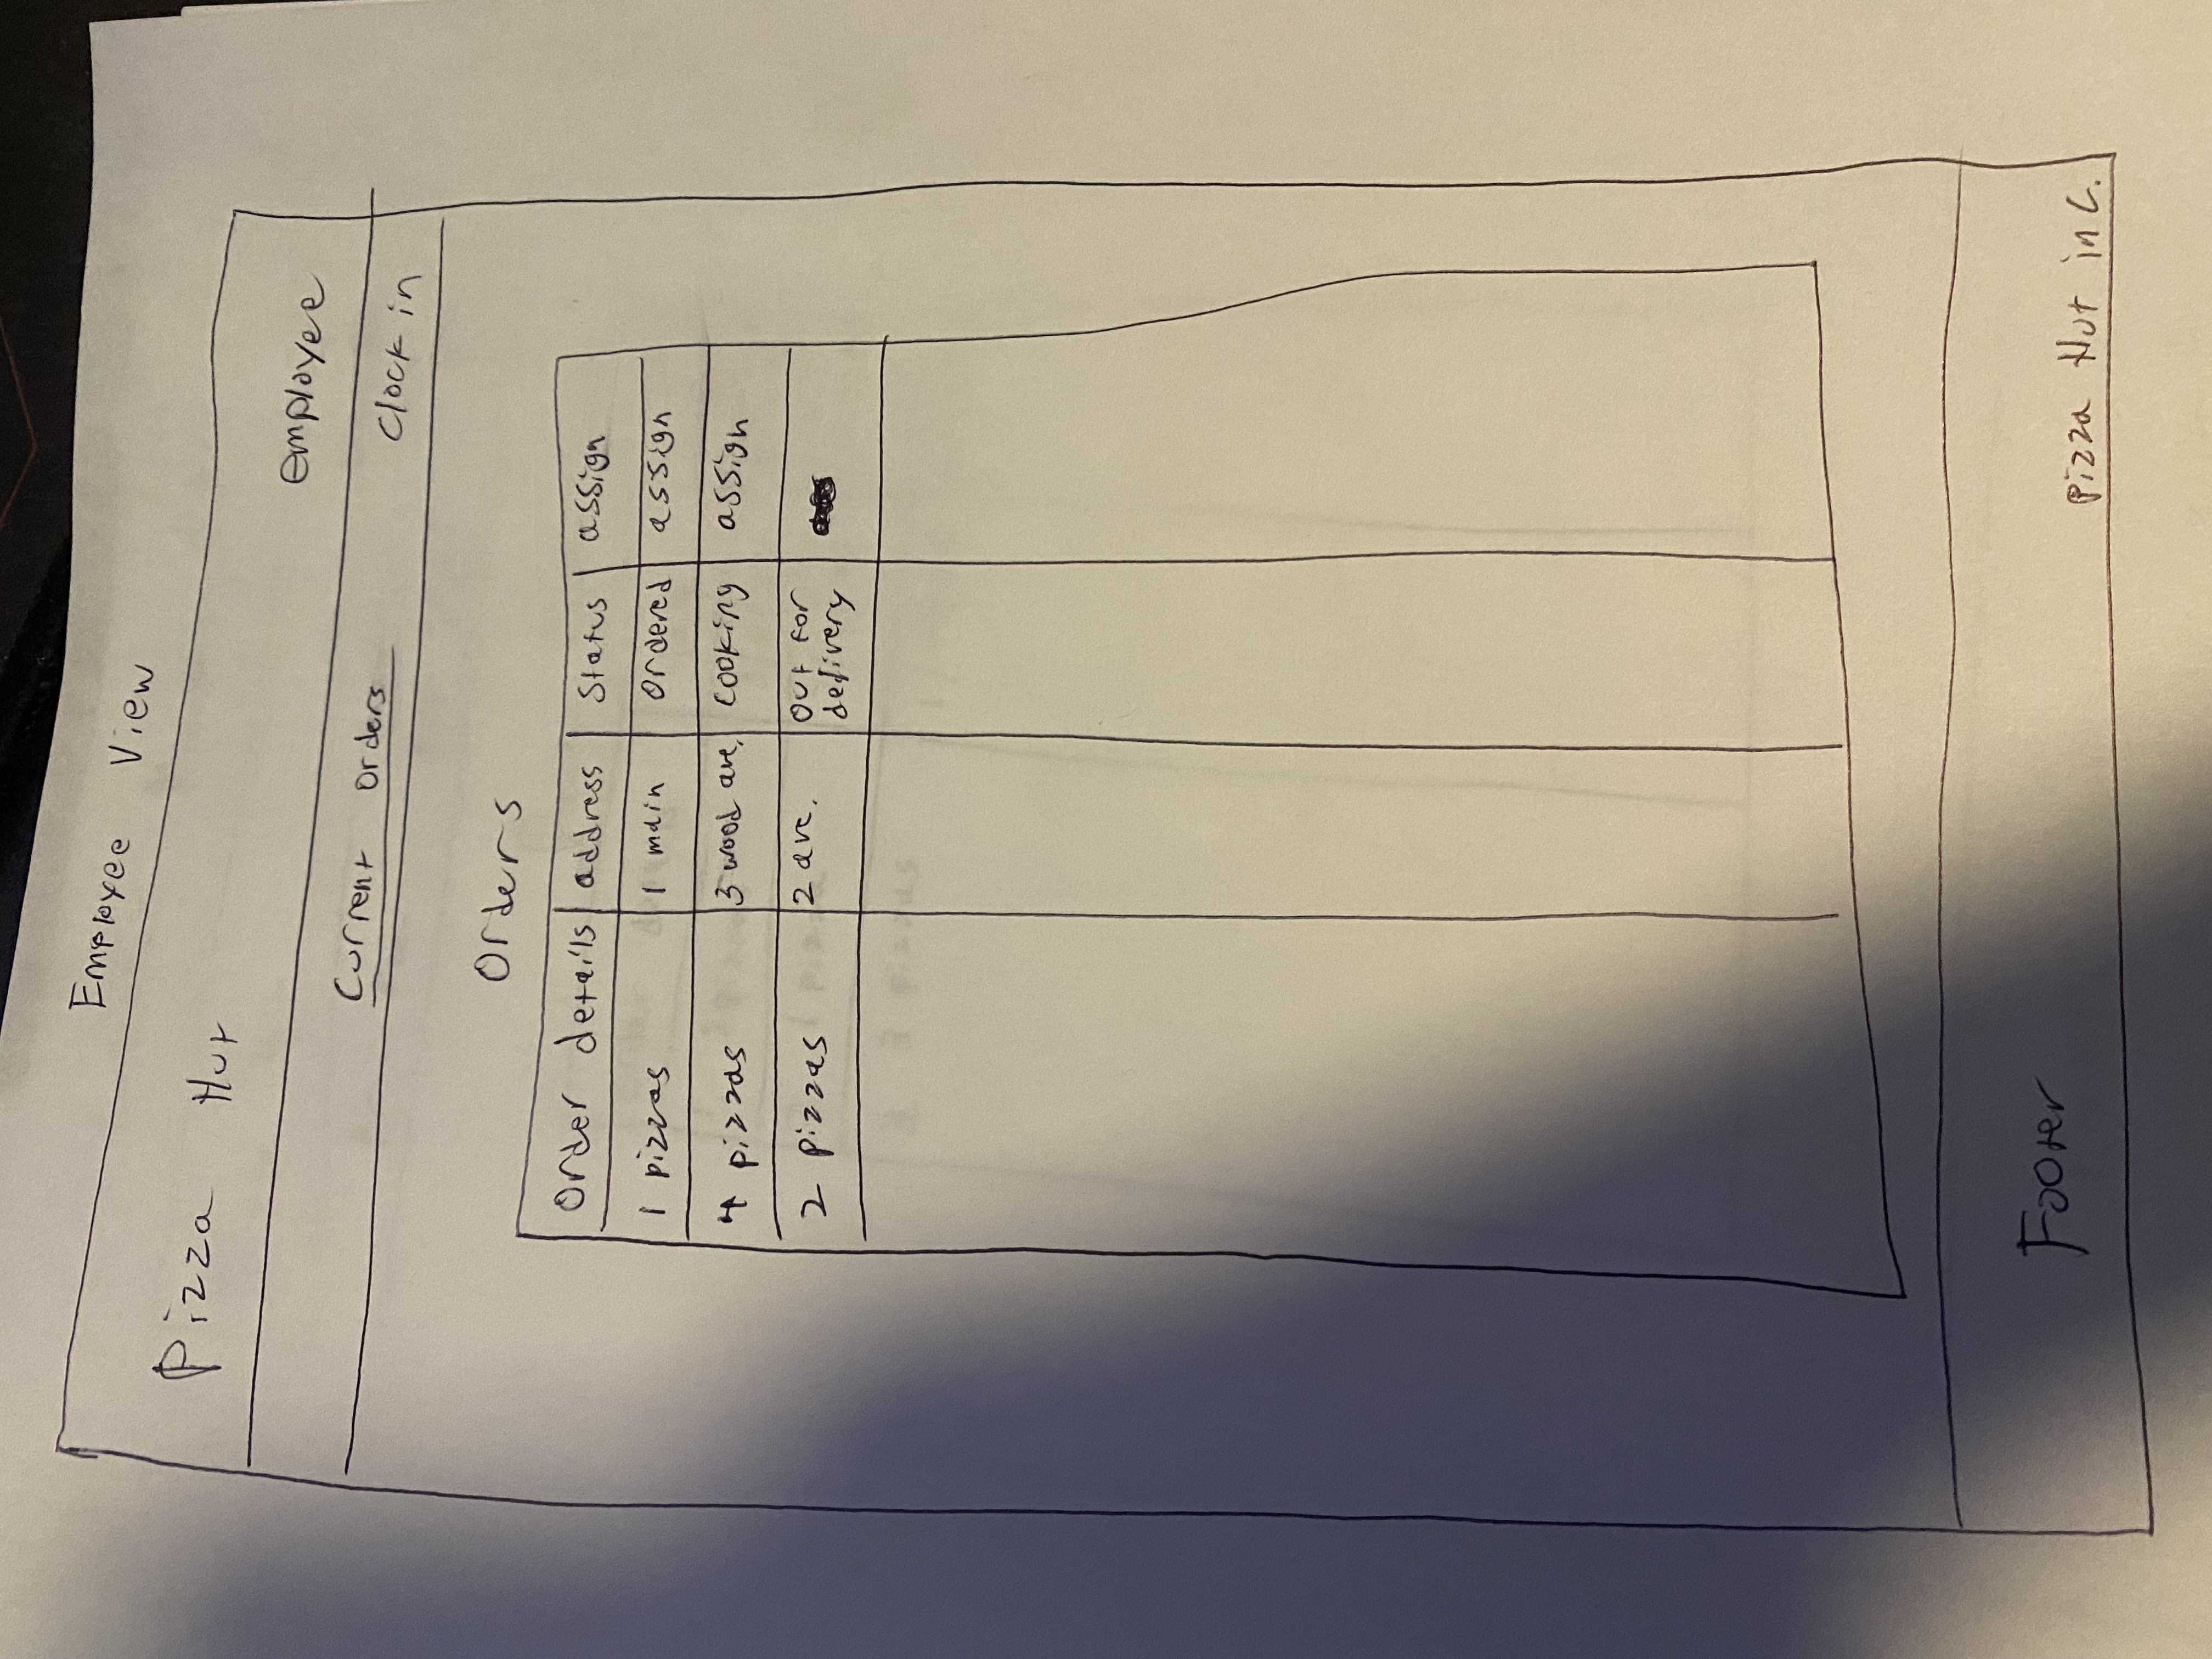 Employee View
Pizza Hut
employee
Current orders
Clock in
Orders
Order details address Status assign
1 pizzas 1 main ordered assign
4 pizzas 3 wood ave. cooking assign
2 pizzas 2 ave. out for
delivery
Footer
Pizza Hut inc.